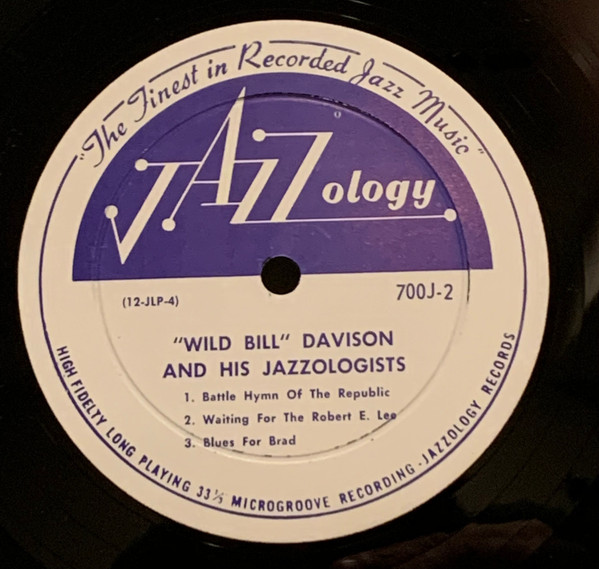 "The Finest in Recorded Jazz Music"
JAZZology
(12-JLP-4)
700J-2
"WILD BILL" DAVISON
AND HIS JAZZOLOGISTS
1. Battle Hymn Of The Republic
2. Waiting For The Robert E. Lee
3. Blues For Brad
HIGH FIDELTY LONG PLAYING 33⅓ MICROGROOVE RECORDING - JAZZOLOGY RECORDS